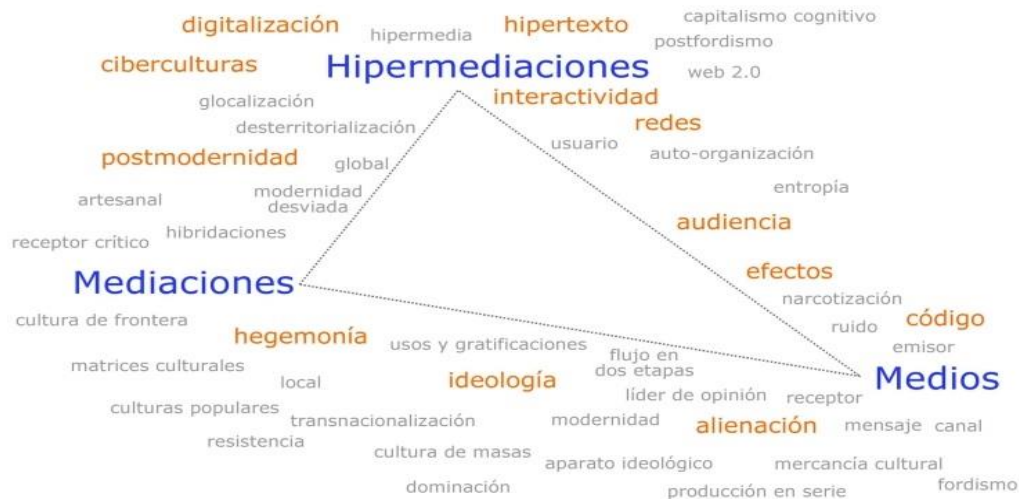 capitalismo cognitivo
digitalización
hipermedia
hipertexto
postfordismo
ciberculturas
Hipermediaciones
web 2.0
glocalización
interactividad
desterritorialización
redes
usuario
auto-organización
postmodernidad
global
artesanal
modernidad
desviada
entropía
receptor crítico
hibridaciones
audiencia
Mediaciones
efectos
narcotización
cultura de frontera
hegemonía
ruido
código
usos y gratificaciones
flujo en
dos etapas
emisor
matrices culturales
local
ideología
líder de opinión
receptor
Medios
culturas populares
transnacionalización
modernidad
alienación
mensaje
canal
resistencia
cultura de masas
aparato ideológico
mercancía cultural
dominación
producción en serie
fordismo